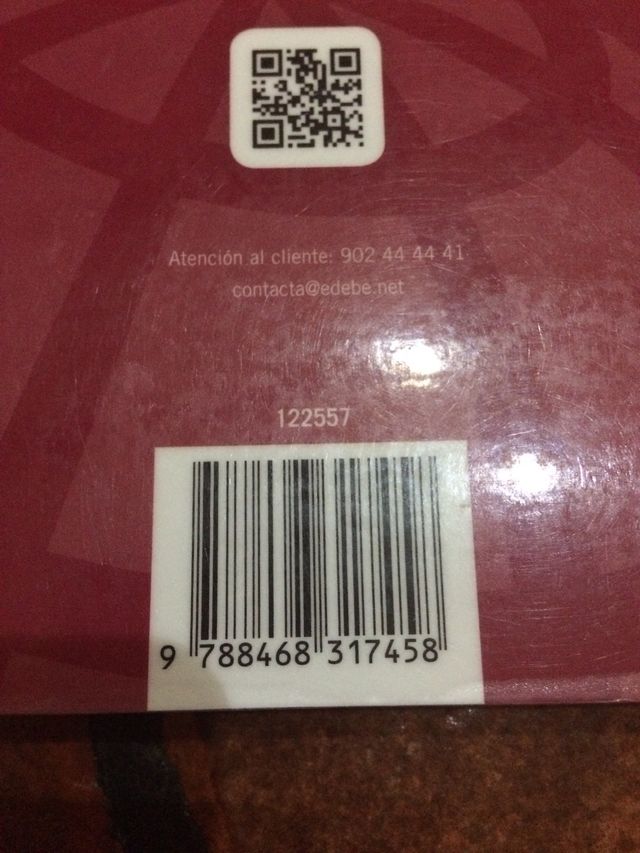 Atención al cliente: 902 44 44 41
contacta@edebe.net
122557
9 788468 317458